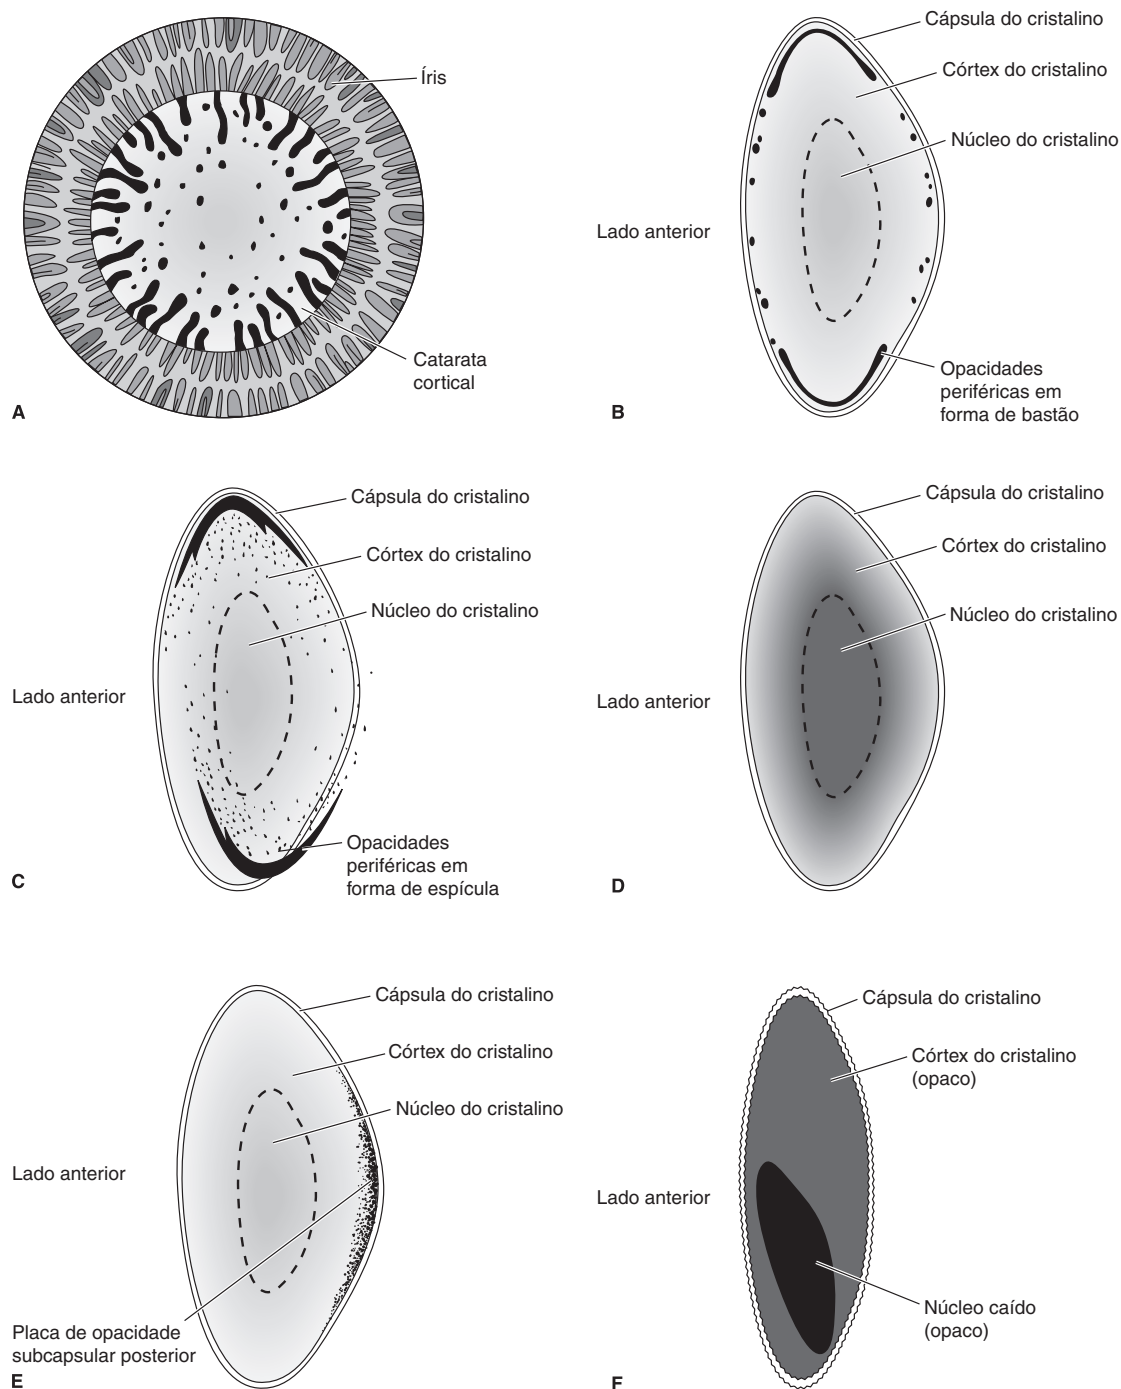 Íris
Catarata
cortical
A
Cápsula do cristalino
Córtex do cristalino
Núcleo do cristalino
Lado anterior
Opacidades
periféricas em
forma de bastão
B
Cápsula do cristalino
Córtex do cristalino
Núcleo do cristalino
Lado anterior
Opacidades
periféricas em
forma de espícula
C
Cápsula do cristalino
Córtex do cristalino
Núcleo do cristalino
Lado anterior
D
Cápsula do cristalino
Córtex do cristalino
Núcleo do cristalino
Lado anterior
Placa de opacidade
subcapsular posterior
E
Cápsula do cristalino
Córtex do cristalino
(opaco)
Lado anterior
Núcleo caído
(opaco)
F